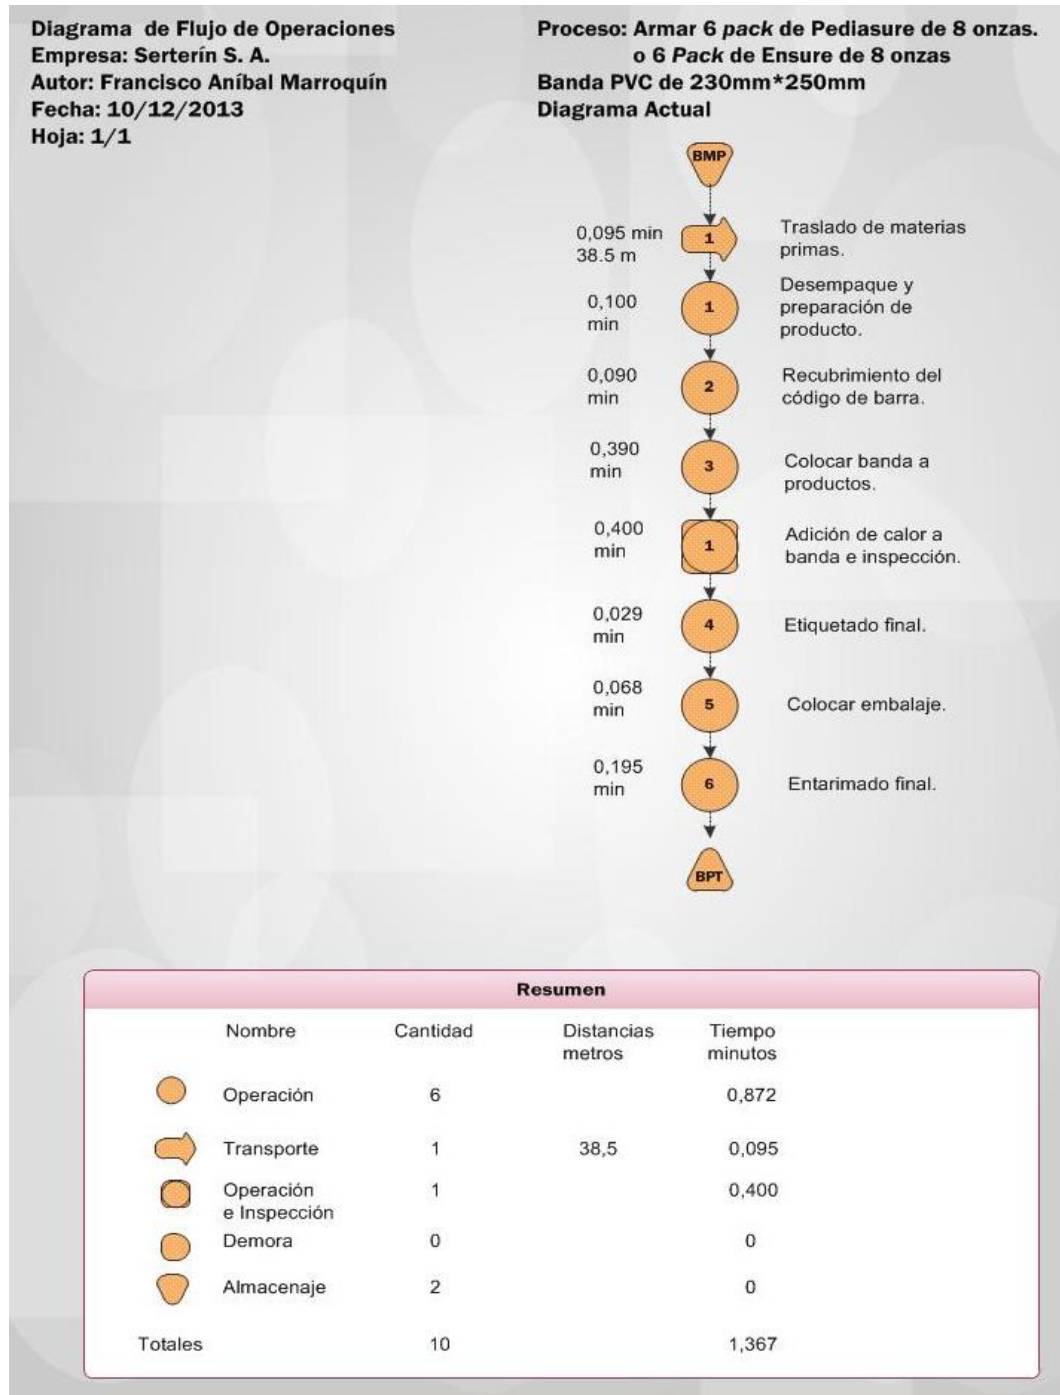 Diagrama de Flujo de Operaciones
Empresa: Serterín S. A.
Autor: Francisco Aníbal Marroquín
Fecha: 10/12/2013
Hoja: 1/1
Proceso: Armar 6 pack de Pediasure de 8 onzas.
o 6 Pack de Ensure de 8 onzas
Banda PVC de 230mm*250mm
Diagrama Actual
BMP
0,095 min
38.5 m
1
Traslado de materias
primas.
0,100
min
1
Desempaque y
preparación de
producto.
0,090
min
2
Recubrimiento del
código de barra.
0,390
min
3
Colocar banda a
productos.
0,400
min
1
Adición de calor a
banda e inspección.
0,029
min
4
Etiquetado final.
0,068
min
5
Colocar embalaje.
0,195
min
6
Entarimado final.
BPT
Resumen
Nombre Cantidad Distancias metros Tiempo minutos
Operación 6 0,872
Transporte 1 38,5 0,095
Operación e Inspección 1 0,400
Demora 0 0
Almacenaje 2 0
Totales 10 1,367